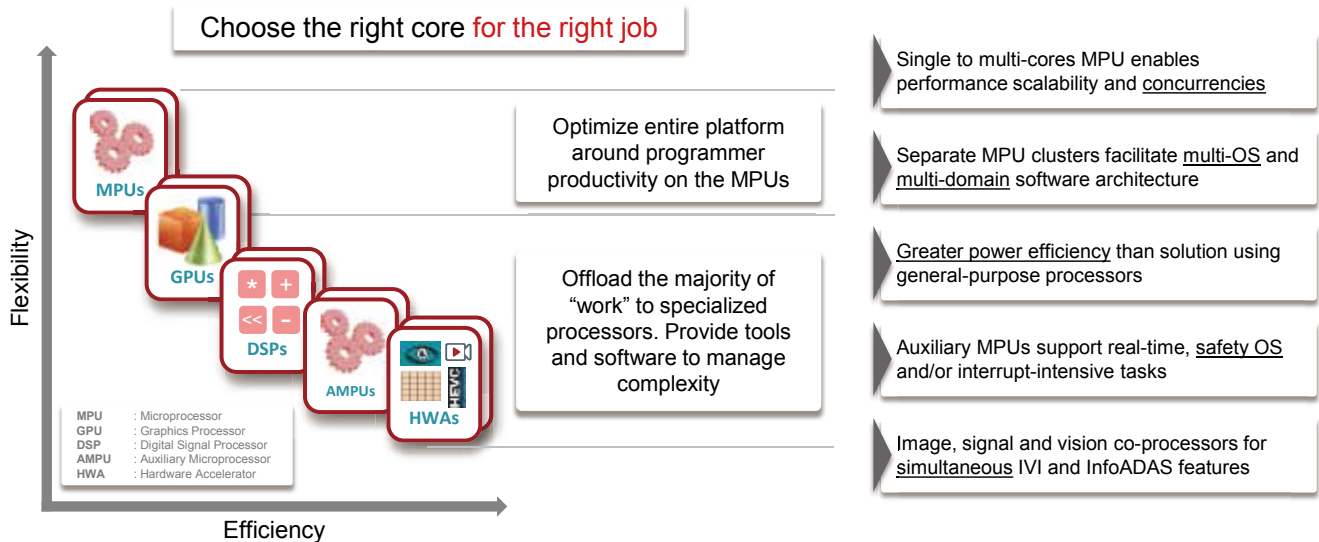 Choose the right core for the right job
Flexibility
Efficiency
MPUs
GPUs
*
+
<<
–
DSPs
AMPUs
HEVC
HWAs
MPU : Microprocessor
GPU : Graphics Processor
DSP : Digital Signal Processor
AMPU : Auxiliary Microprocessor
HWA : Hardware Accelerator
Optimize entire platform
around programmer
productivity on the MPUs
Offload the majority of
“work” to specialized
processors. Provide tools
and software to manage
complexity
Single to multi-cores MPU enables
performance scalability and concurrencies
Separate MPU clusters facilitate multi-OS and
multi-domain software architecture
Greater power efficiency than solution using
general-purpose processors
Auxiliary MPUs support real-time, safety OS
and/or interrupt-intensive tasks
Image, signal and vision co-processors for
simultaneous IVI and InfoADAS features